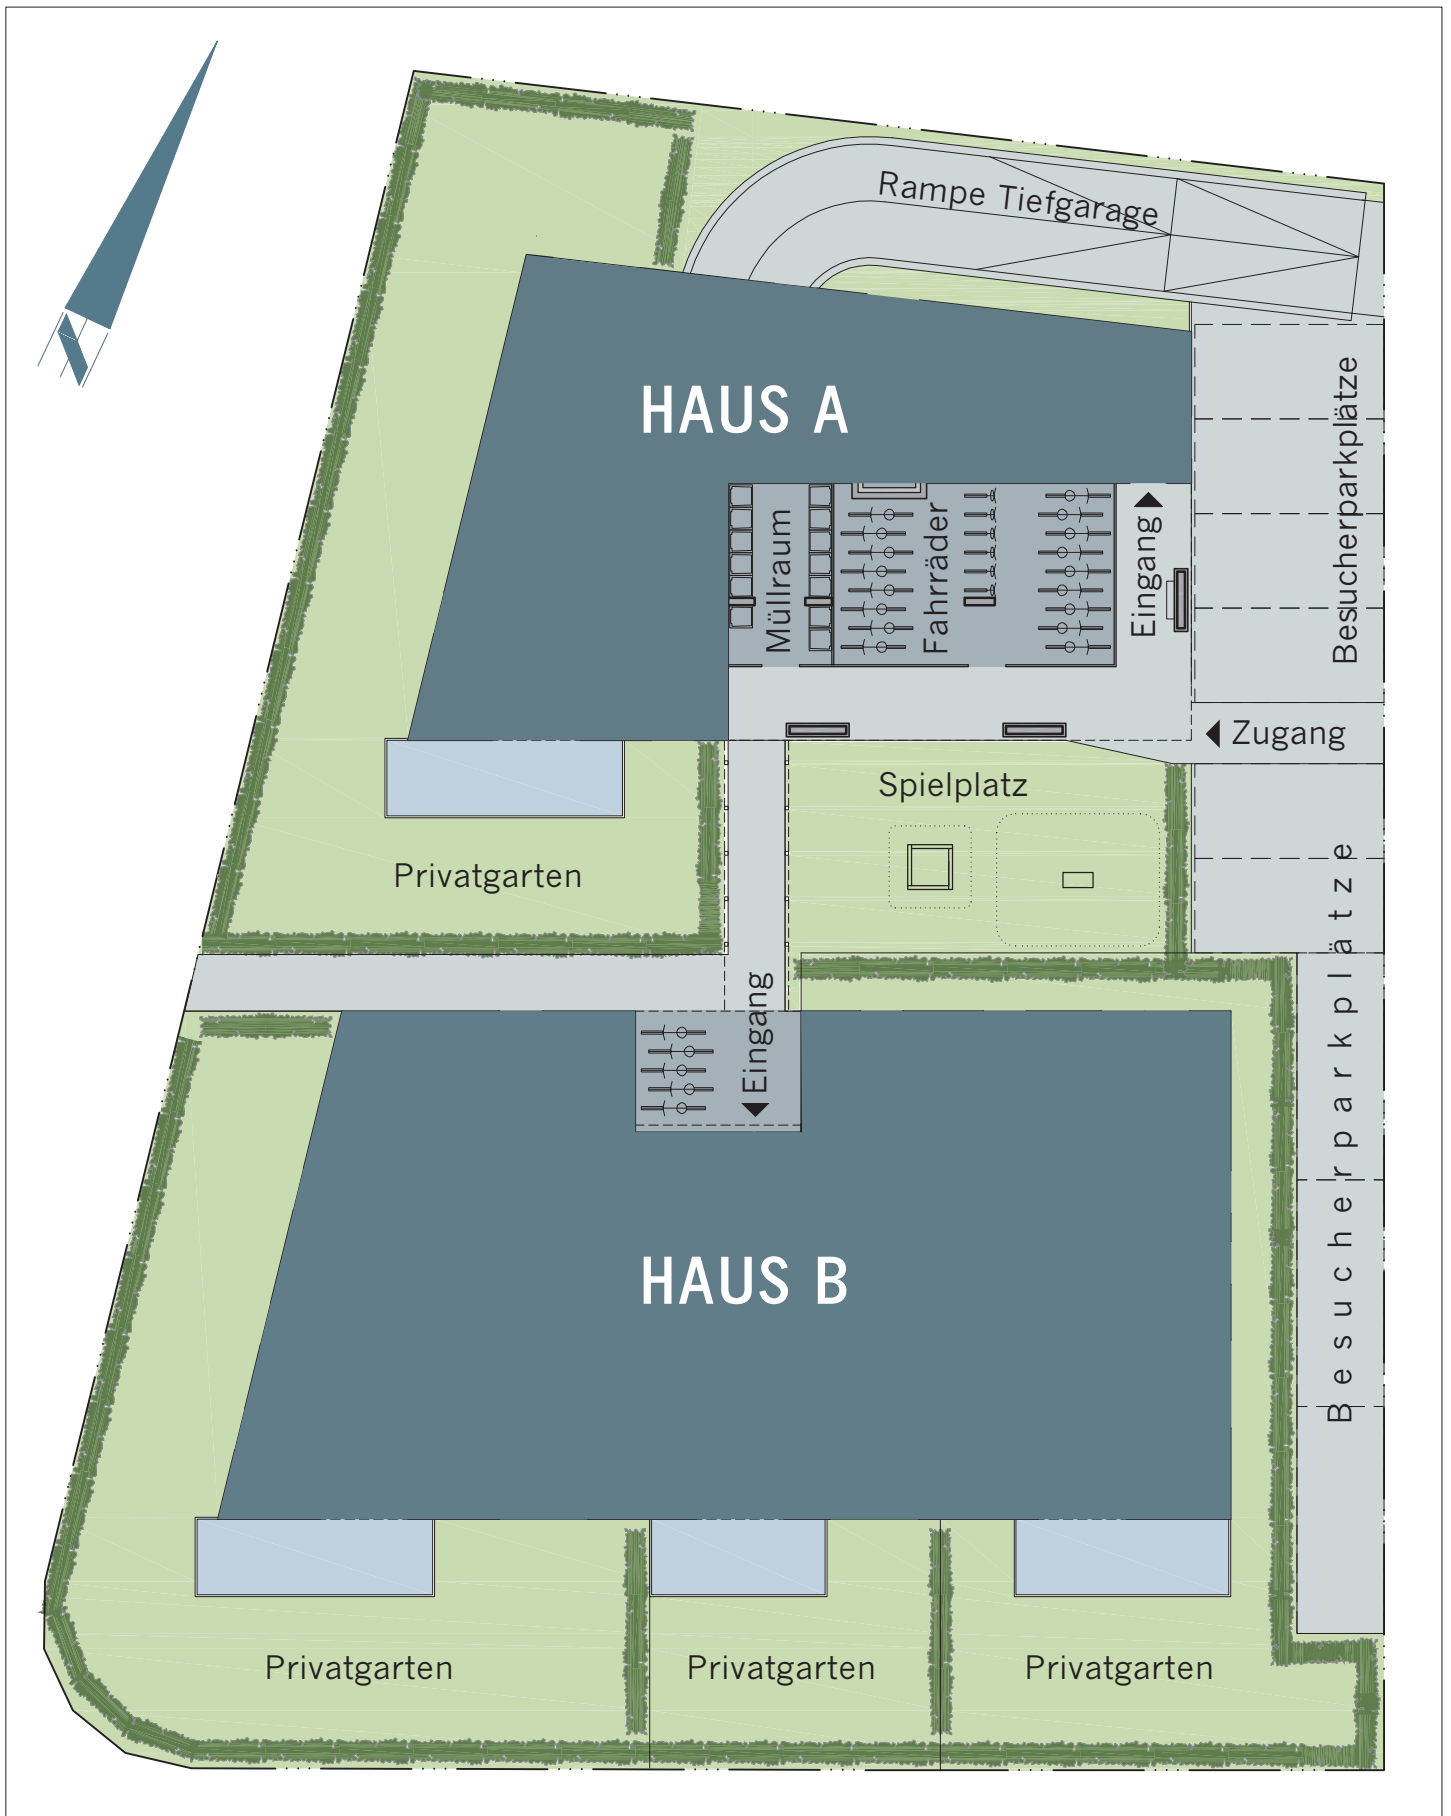 Rampe Tiefgarage
HAUS A
Besucherparkplätze
Müllraum
Fahrräder
Eingang
Zugang
Spielplatz
Privatgarten
Eingang
Besucherparkplätze
HAUS B
Privatgarten
Privatgarten
Privatgarten
N